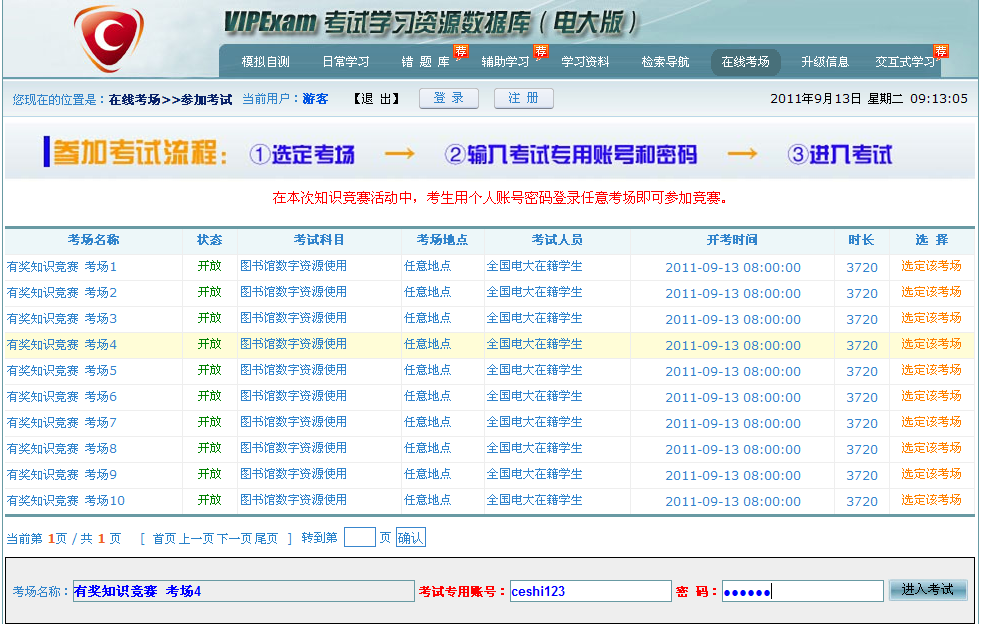 VIPExam 考试学习资源数据库（电大版）
模拟自测 日常学习 错 题 库 荐 辅助学习 荐 学习资料 检索导航 在线考场 升级信息 交互式学习 荐
您现在的位置是：在线考场>>参加考试 当前用户：游客 【退 出】 登 录 注 册 2011年9月13日 星期二 09:13:05
参加考试流程： ①选定考场 → ②输入考试专用账号和密码 → ③进入考试
在本次知识竞赛活动中，考生用个人账号密码登录任意考场即可参加竞赛。
考场名称 状态 考试科目 考场地点 考试人员 开考时间 时长 选 择
有奖知识竞赛 考场1 开放 图书馆数字资源使用 任意地点 全国电大在籍学生 2011-09-13 08:00:00 3720 选定该考场
有奖知识竞赛 考场2 开放 图书馆数字资源使用 任意地点 全国电大在籍学生 2011-09-13 08:00:00 3720 选定该考场
有奖知识竞赛 考场3 开放 图书馆数字资源使用 任意地点 全国电大在籍学生 2011-09-13 08:00:00 3720 选定该考场
有奖知识竞赛 考场4 开放 图书馆数字资源使用 任意地点 全国电大在籍学生 2011-09-13 08:00:00 3720 选定该考场
有奖知识竞赛 考场5 开放 图书馆数字资源使用 任意地点 全国电大在籍学生 2011-09-13 08:00:00 3720 选定该考场
有奖知识竞赛 考场6 开放 图书馆数字资源使用 任意地点 全国电大在籍学生 2011-09-13 08:00:00 3720 选定该考场
有奖知识竞赛 考场7 开放 图书馆数字资源使用 任意地点 全国电大在籍学生 2011-09-13 08:00:00 3720 选定该考场
有奖知识竞赛 考场8 开放 图书馆数字资源使用 任意地点 全国电大在籍学生 2011-09-13 08:00:00 3720 选定该考场
有奖知识竞赛 考场9 开放 图书馆数字资源使用 任意地点 全国电大在籍学生 2011-09-13 08:00:00 3720 选定该考场
有奖知识竞赛 考场10 开放 图书馆数字资源使用 任意地点 全国电大在籍学生 2011-09-13 08:00:00 3720 选定该考场
当前第 1页 / 共 1 页 [ 首页 上一页 下一页 尾页 ] 转到第 页 确认
考场名称：有奖知识竞赛 考场4 考试专用账号：ceshi123 密 码：●●●●●● 进入考试